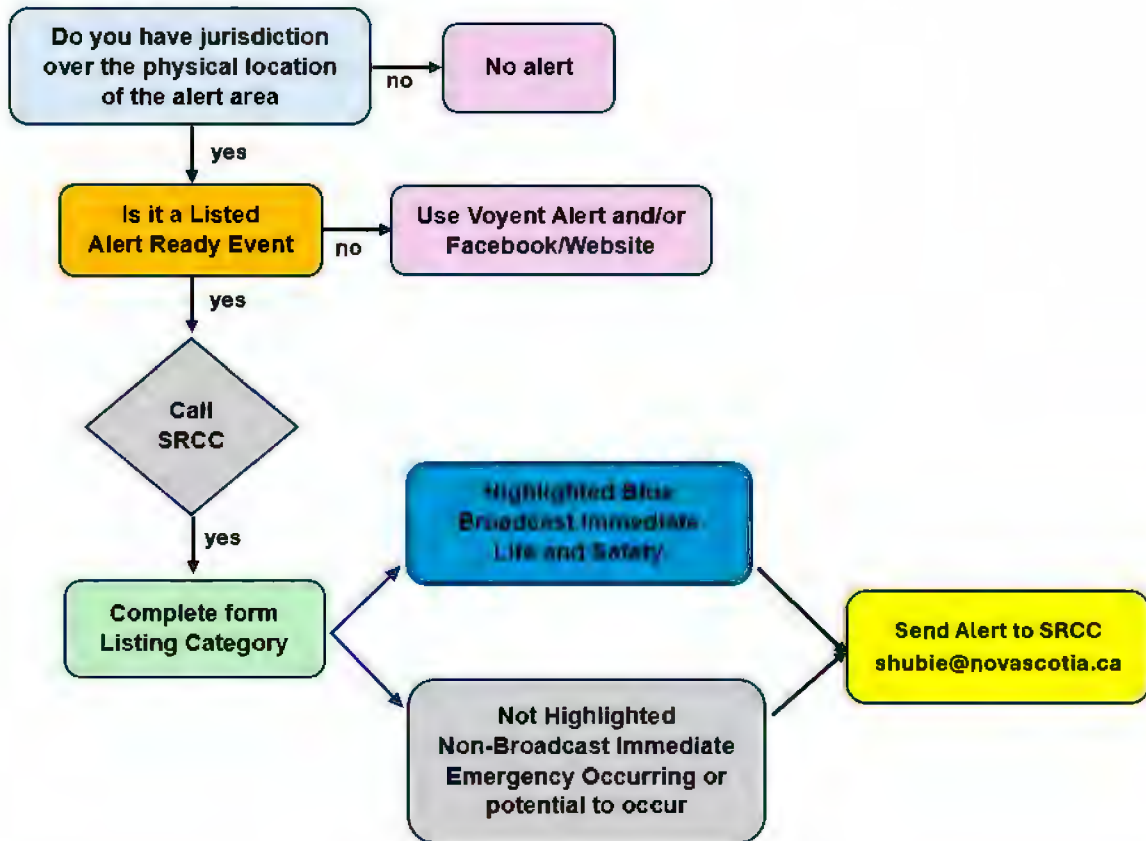 Do you have jurisdiction
over the physical location
of the alert area
no
No alert
yes
Is it a Listed
Alert Ready Event
no
Use Voyent Alert and/or
Facebook/Website
yes
Call
SRCC
yes
Complete form
Listing Category
Highlighted Blue
Broadcast Immediate
Life and Safety
Not Highlighted
Non-Broadcast Immediate
Emergency Occurring or
potential to occur
Send Alert to SRCC
shubie@novascotia.ca